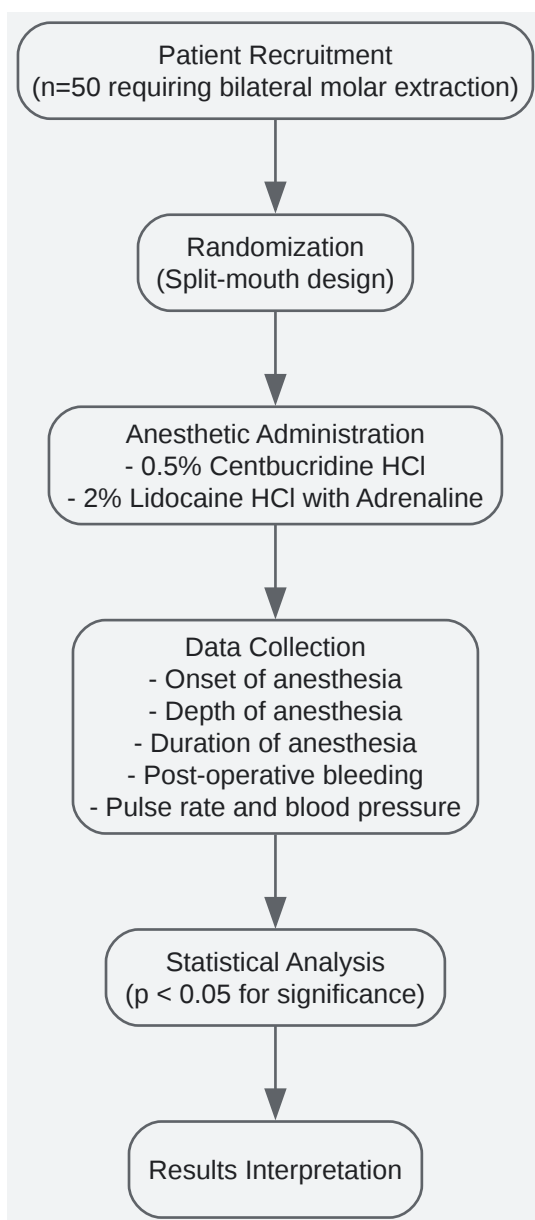 Patient Recruitment
(n=50 requiring bilateral molar extraction)
Randomization
(Split-mouth design)
Anesthetic Administration
- 0.5% Centbucridine HCl
- 2% Lidocaine HCl with Adrenaline
Data Collection
- Onset of anesthesia
- Depth of anesthesia
- Duration of anesthesia
- Post-operative bleeding
- Pulse rate and blood pressure
Statistical Analysis
(p < 0.05 for significance)
Results Interpretation